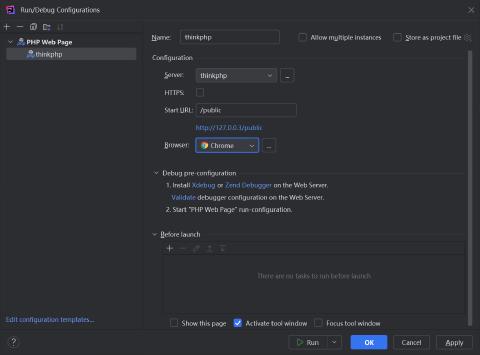 Run/Debug Configurations
PHP Web Page
thinkphp
Name: thinkphp
Allow multiple instances
Store as project file
Configuration
Server: thinkphp
...
HTTPS:
Start URL: /public
http://127.0.0.3/public
Browser: Chrome
...
Debug pre-configuration
1. Install Xdebug or Zend Debugger on the Web Server.
Validate debugger configuration on the Web Server.
2. Start "PHP Web Page" run-configuration.
Before launch
There are no tasks to run before launch
Show this page
Activate tool window
Focus tool window
Edit configuration templates...
?
Run
OK
Cancel
Apply